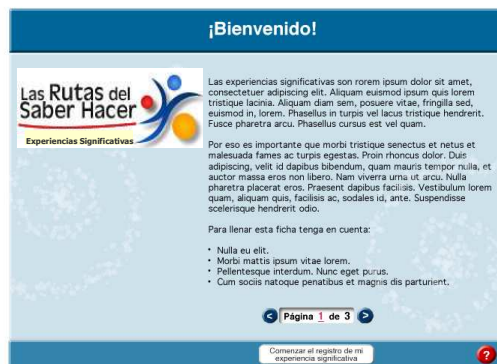 ¡Bienvenido!
Las Rutas del
Saber Hacer
Experiencias Significativas
Las experiencias significativas son rorem ipsum dolor sit amet,
consectetuer adipiscing elit. Aliquam euismod ipsum quis lorem
tristique lacinia. Aliquam diam sem, posuere vitae, fringilla sed,
euismod in, lorem. Phasellus in turpis vel lacus tristique hendrerit.
Fusce pharetra arcu. Phasellus cursus est vel quam.
Por eso es importante que morbi tristique senectus et netus et
malesuada fames ac turpis egestas. Proin rhoncus dolor. Duis
adipiscing, velit id dapibus bibendum, quam mauris tempor nulla, et
auctor massa eros non libero. Nam viverra urna ut arcu. Nulla
pharetra placerat eros. Praesent dapibus facilisis. Vestibulum lorem
quam, aliquam quis, facilisis ac, sodales id, ante. Suspendisse
scelerisque hendrerit odio.
Para llenar esta ficha tenga en cuenta:
• Nulla eu elit.
• Morbi mattis ipsum vitae lorem.
• Pellentesque interdum. Nunc eget purus.
• Cum sociis natoque penatibus et magnis dis parturient.
< Página 1 de 3 >
Comenzar el registro de mi
experiencia significativa
?